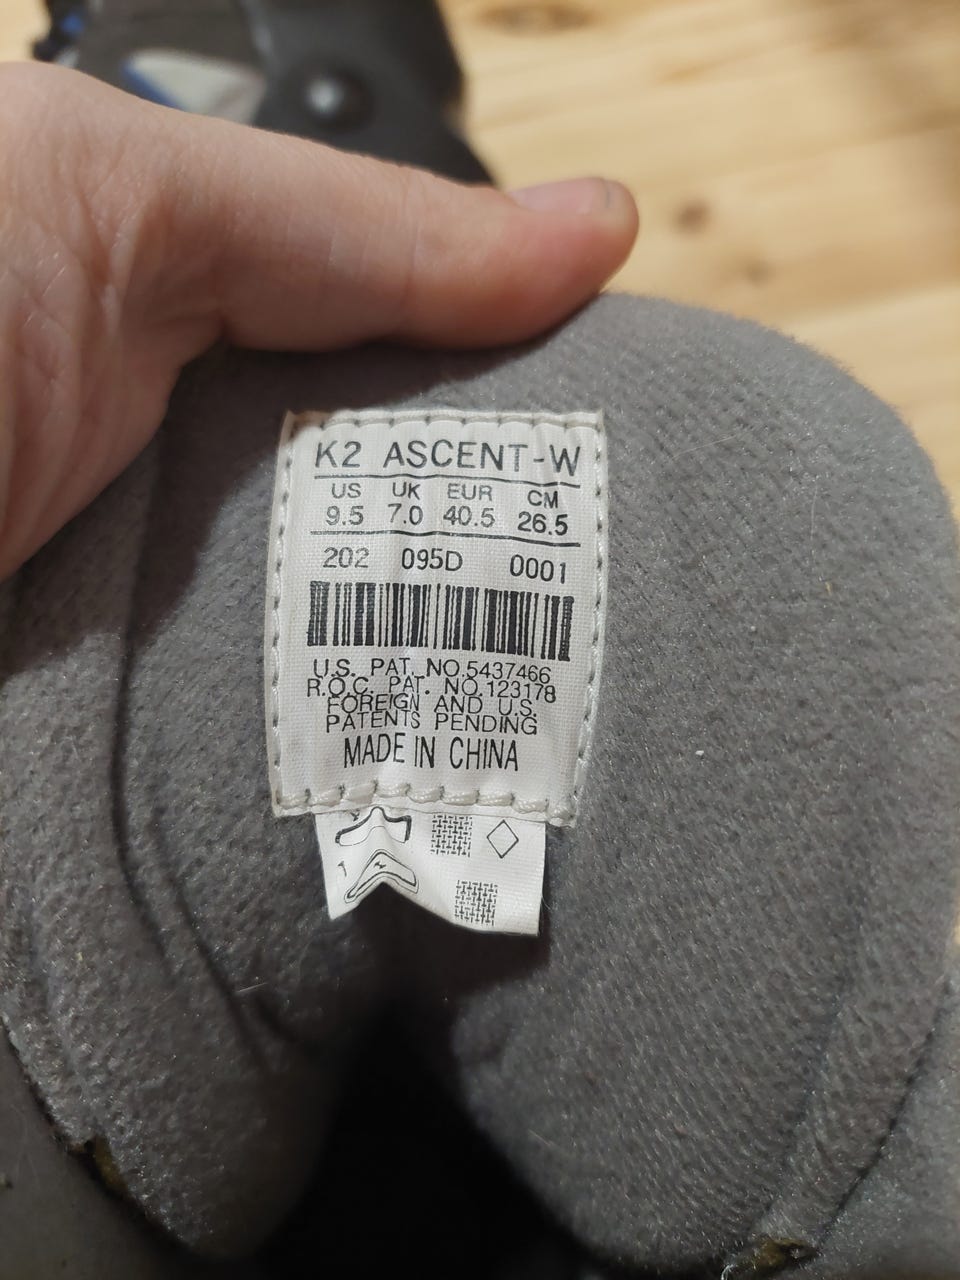 K2 ASCENT-W
US UK EUR CM
9.5 7.0 40.5 26.5
202 095D 0001
U.S. PAT. NO.5437466
R.O.C. PAT. NO.123178
FOREIGN AND U.S.
PATENTS PENDING
MADE IN CHINA